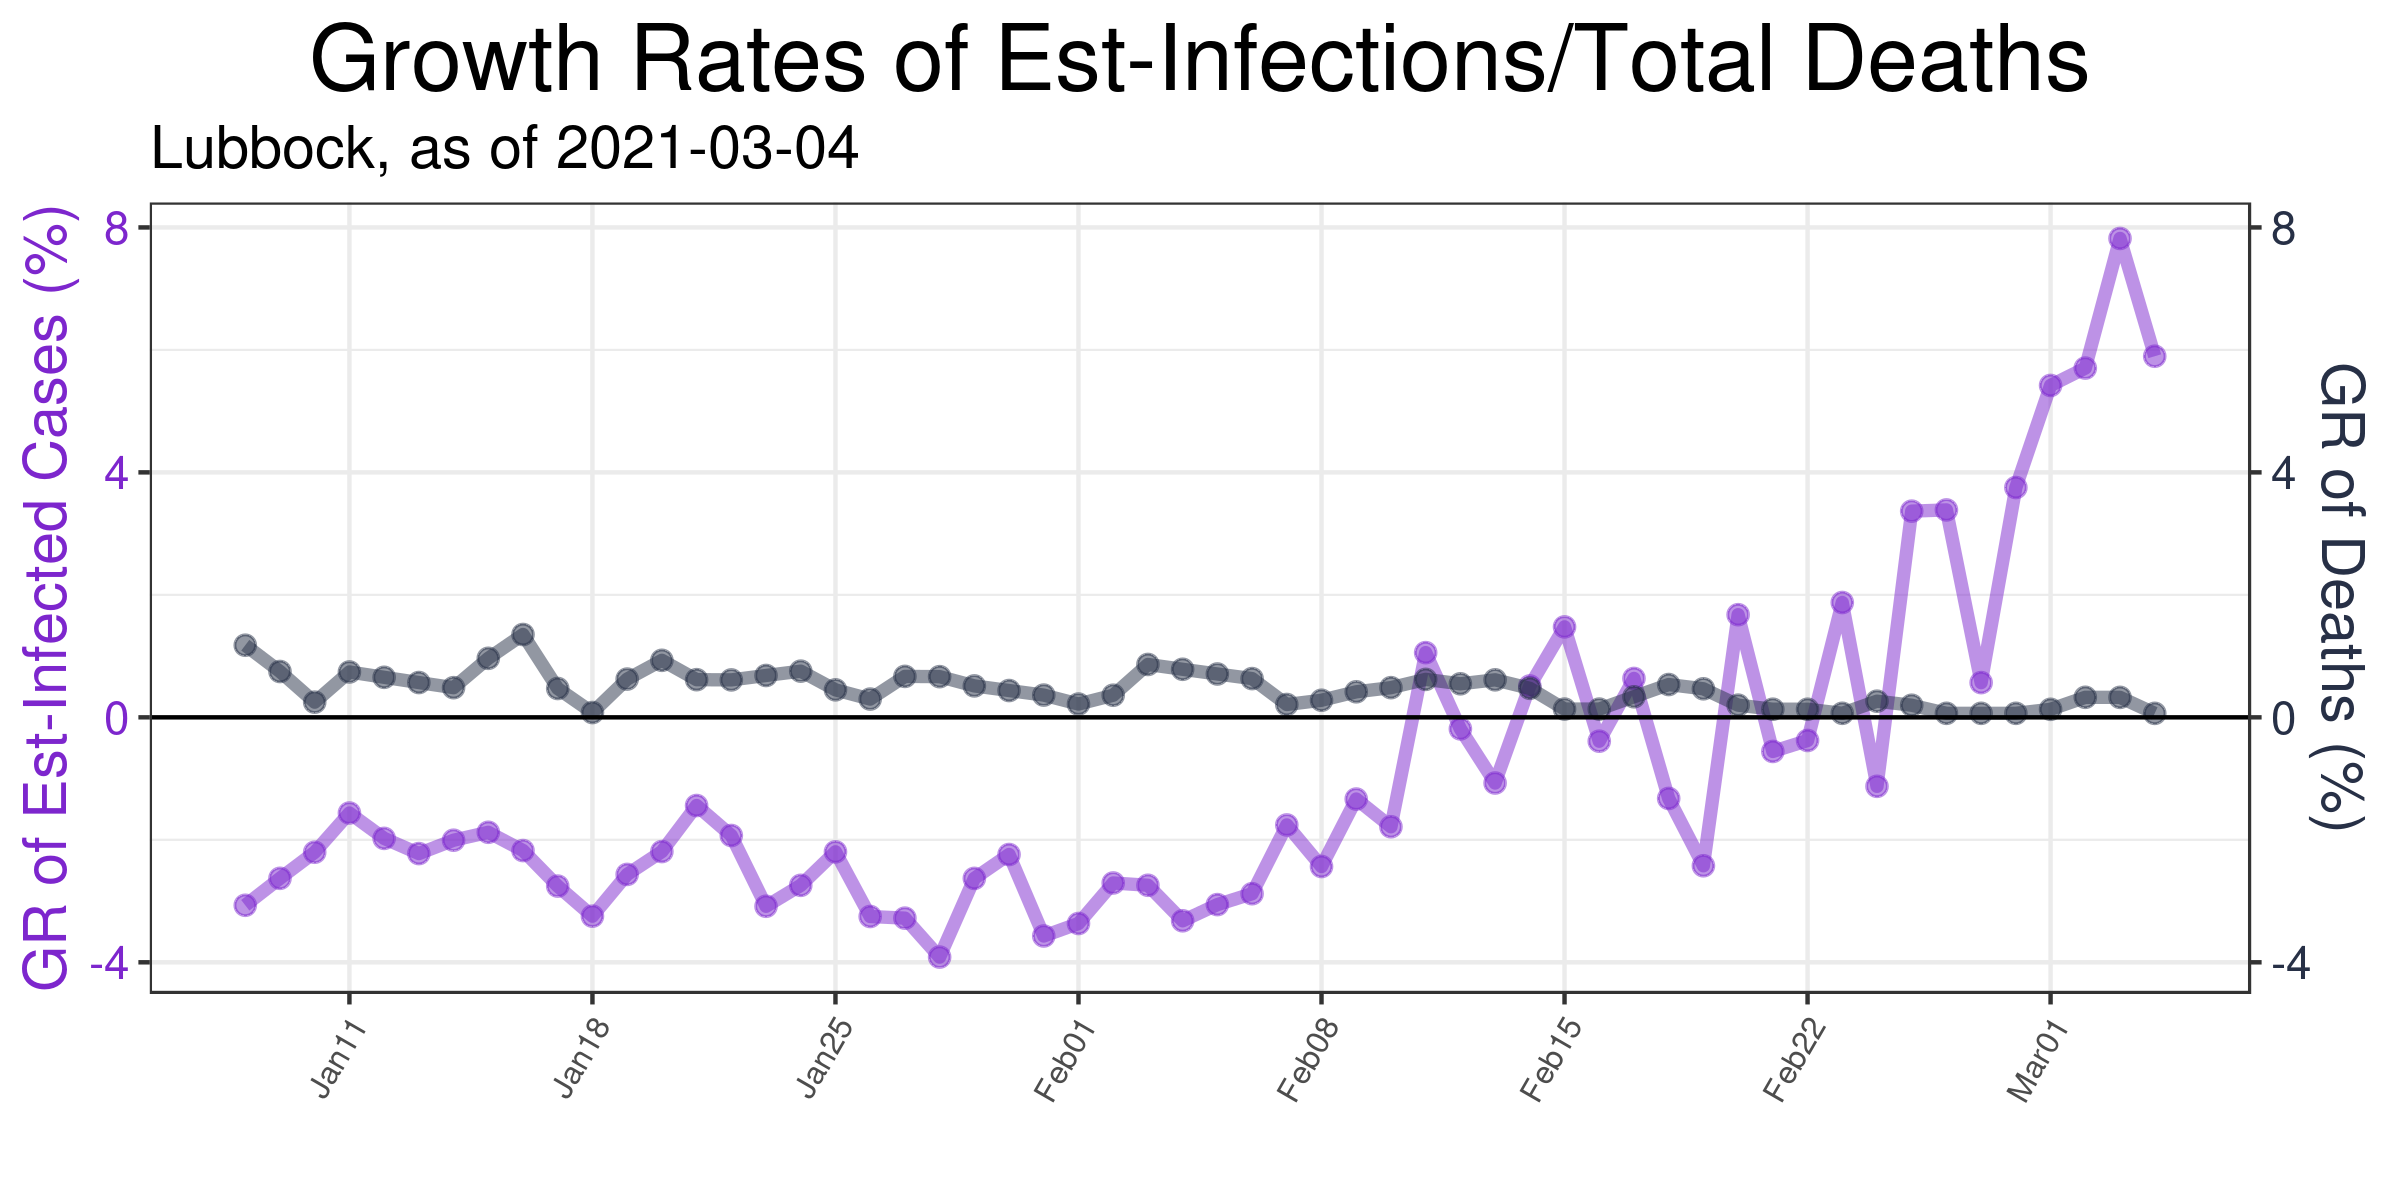 Growth Rates of Est-Infections/Total Deaths
Lubbock, as of 2021-03-04
GR of Est-Infected Cases (%)
8
4
0
-4
8
4
0
-4
GR of Deaths (%)
Jan11
Jan18
Jan25
Feb01
Feb08
Feb15
Feb22
Mar01